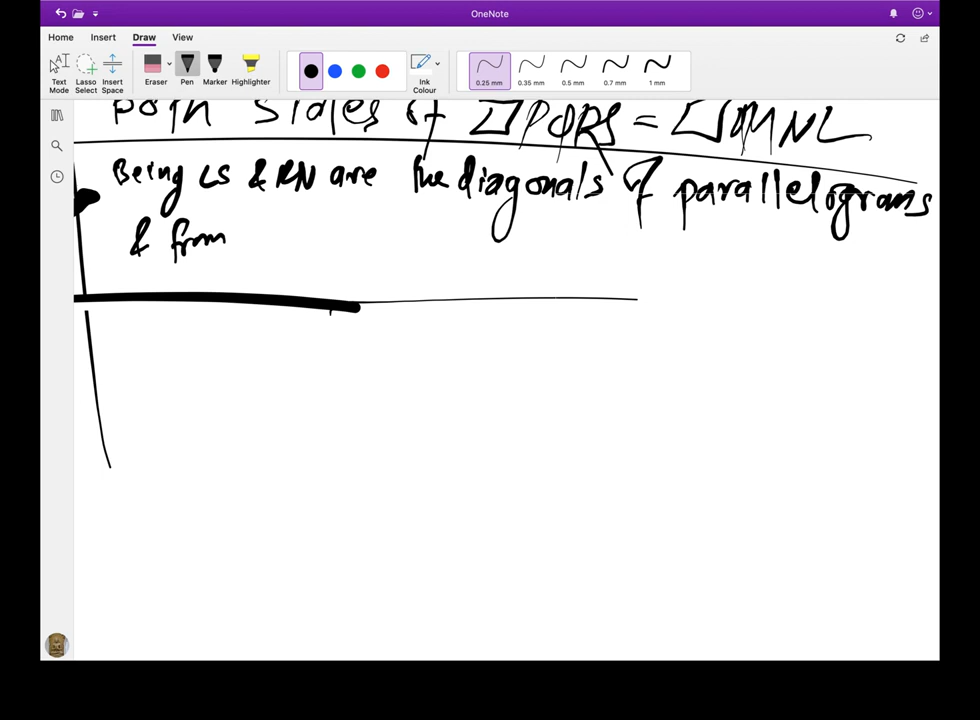 OneNote
Home Insert Draw View
Text Mode Lasso Select Insert Space Eraser Pen Marker Highlighter Ink Colour 0.25 mm 0.35 mm 0.5 mm 0.7 mm 1 mm
both sides of ▱PQRS = ▱QMNL
Being LS & RN are the diagonals of parallelograms
& from